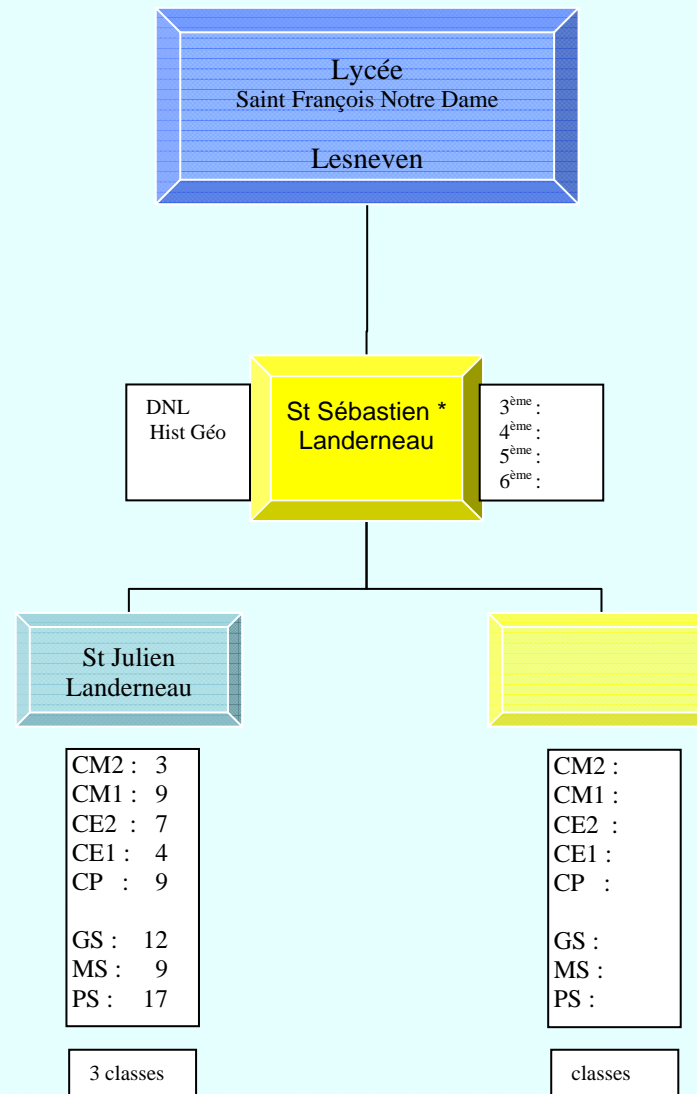 Lycée
Saint François Notre Dame
Lesneven
DNL
Hist Géo
St Sébastien *
Landerneau
3ème :
4ème :
5ème :
6ème :
St Julien
Landerneau
CM2 : 3
CM1 : 9
CE2 : 7
CE1 : 4
CP : 9
GS : 12
MS : 9
PS : 17
3 classes
CM2 :
CM1 :
CE2 :
CE1 :
CP :
GS :
MS :
PS :
classes